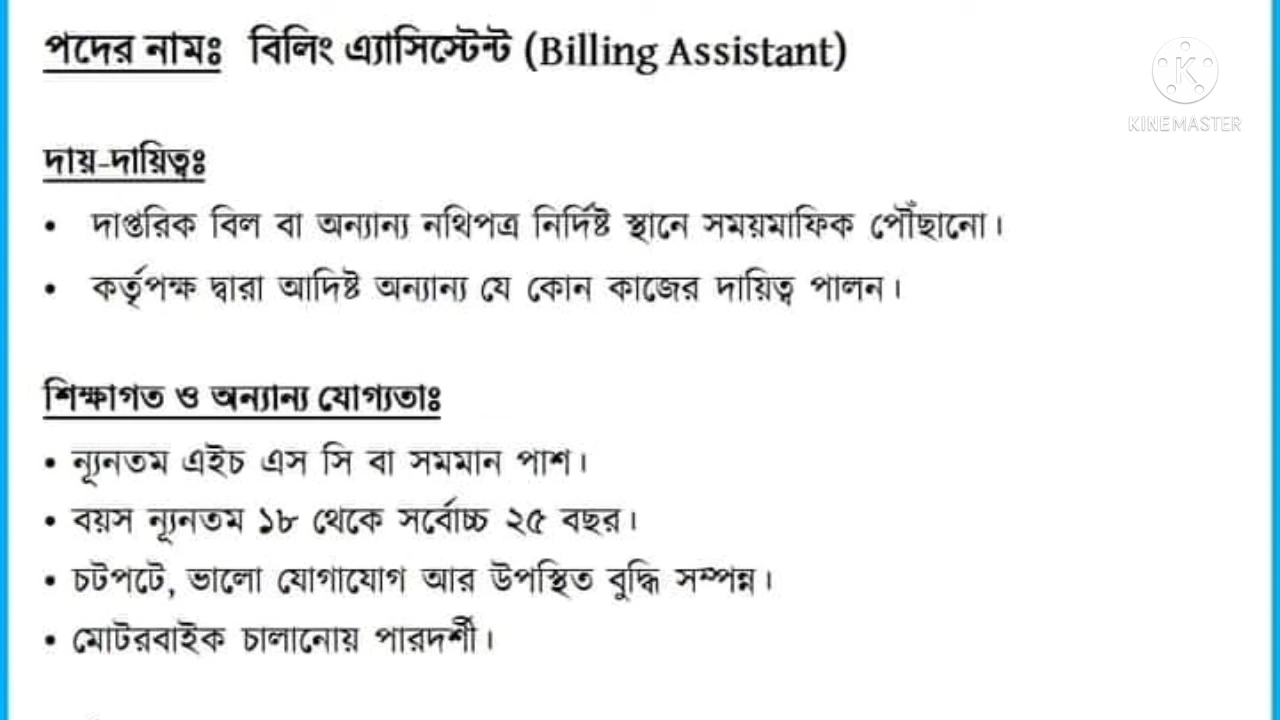 পদের নামঃ বিলিং এ্যাসিস্টেন্ট (Billing Assistant)
KINEMASTER
দায়-দায়িত্বঃ
• দাপ্তরিক বিল বা অন্যান্য নথিপত্র নির্দিষ্ট স্থানে সময়মাফিক পৌঁছানো।
• কর্তৃপক্ষ দ্বারা আদিষ্ট অন্যান্য যে কোন কাজের দায়িত্ব পালন।
শিক্ষাগত ও অন্যান্য যোগ্যতাঃ
• ন্যূনতম এইচ এস সি বা সমমান পাশ।
• বয়স ন্যূনতম ১৮ থেকে সর্বোচ্চ ২৫ বছর।
• চটপটে, ভালো যোগাযোগ আর উপস্থিত বুদ্ধি সম্পন্ন।
• মোটরবাইক চালানোয় পারদর্শী।